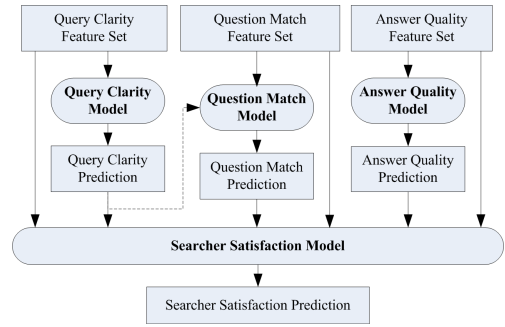 Query Clarity
Feature Set
Question Match
Feature Set
Answer Quality
Feature Set
Query Clarity
Model
Question Match
Model
Answer Quality
Model
Query Clarity
Prediction
Question Match
Prediction
Answer Quality
Prediction
Searcher Satisfaction Model
Searcher Satisfaction Prediction